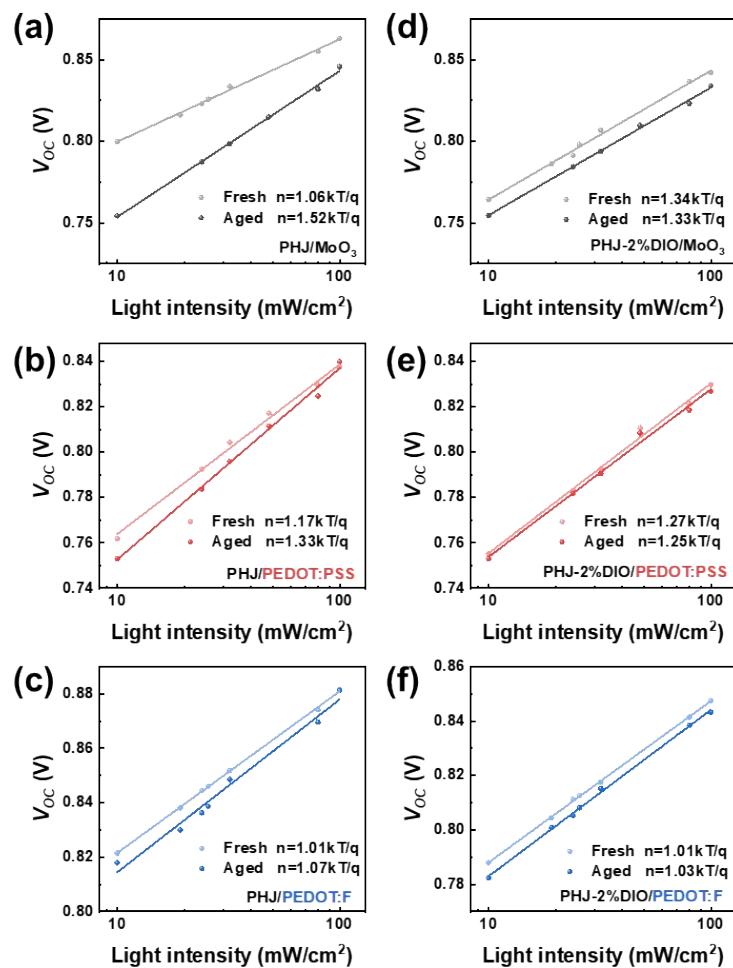 (a)
V_OC (V)
0.85
0.80
0.75
Fresh n=1.06kT/q
Aged n=1.52kT/q
PHJ/MoO₃
10 100
Light intensity (mW/cm²)
(d)
V_OC (V)
0.85
0.80
0.75
Fresh n=1.34kT/q
Aged n=1.33kT/q
PHJ-2%DIO/MoO₃
10 100
Light intensity (mW/cm²)
(b)
V_OC (V)
0.84
0.82
0.80
0.78
0.76
0.74
Fresh n=1.17kT/q
Aged n=1.33kT/q
PHJ/PEDOT:PSS
10 100
Light intensity (mW/cm²)
(e)
V_OC (V)
0.84
0.82
0.80
0.78
0.76
0.74
Fresh n=1.27kT/q
Aged n=1.25kT/q
PHJ-2%DIO/PEDOT:PSS
10 100
Light intensity (mW/cm²)
(c)
V_OC (V)
0.88
0.86
0.84
0.82
0.80
Fresh n=1.01kT/q
Aged n=1.07kT/q
PHJ/PEDOT:F
10 100
Light intensity (mW/cm²)
(f)
V_OC (V)
0.86
0.84
0.82
0.80
0.78
Fresh n=1.01kT/q
Aged n=1.03kT/q
PHJ-2%DIO/PEDOT:F
10 100
Light intensity (mW/cm²)